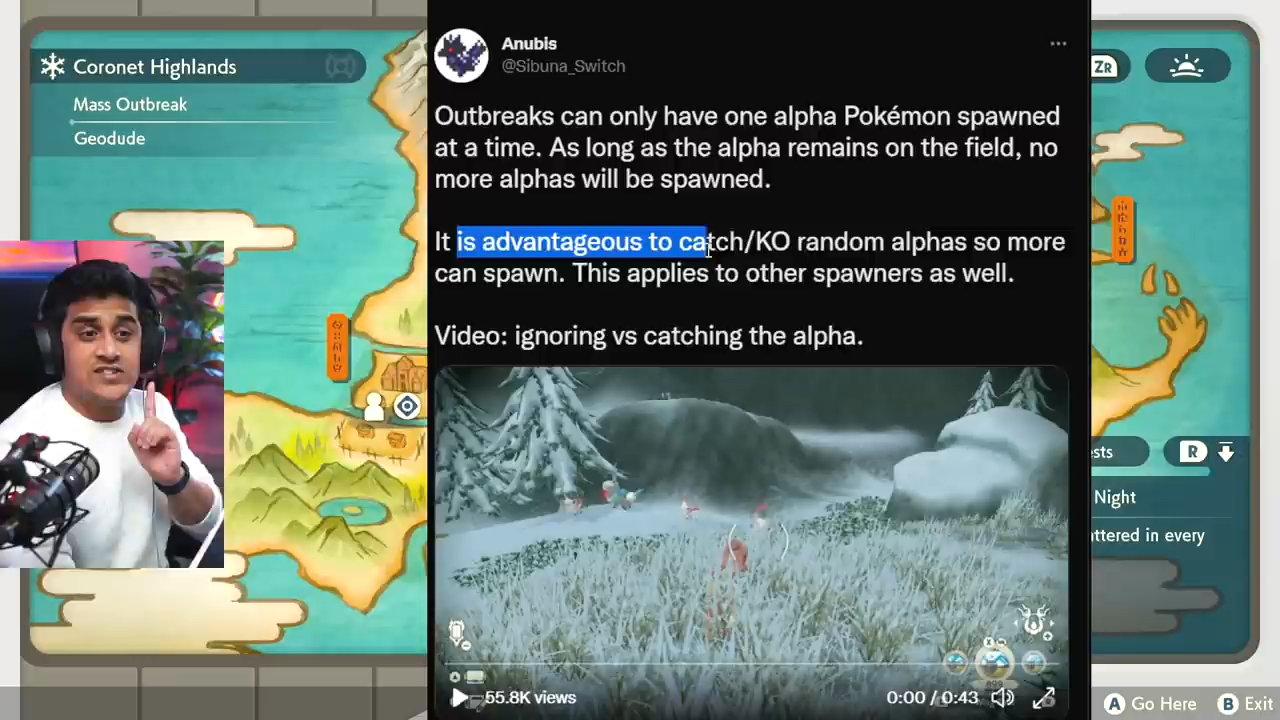 Coronet Highlands
Mass Outbreak
Geodude
Anubis
@Sibuna_Switch
Outbreaks can only have one alpha Pokémon spawned
at a time. As long as the alpha remains on the field, no
more alphas will be spawned.
It is advantageous to catch/KO random alphas so more
can spawn. This applies to other spawners as well.
Video: ignoring vs catching the alpha.
55.8K views
0:00 / 0:43
ZR
ests
R
Night
attered in every
A Go Here
B Exit